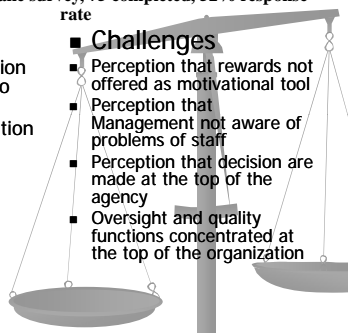 rate
ion
o
tion
■ Challenges
■ Perception that rewards not
offered as motivational tool
■ Perception that
Management not aware of
problems of staff
■ Perception that decision are
made at the top of the
agency
■ Oversight and quality
functions concentrated at
the top of the organization